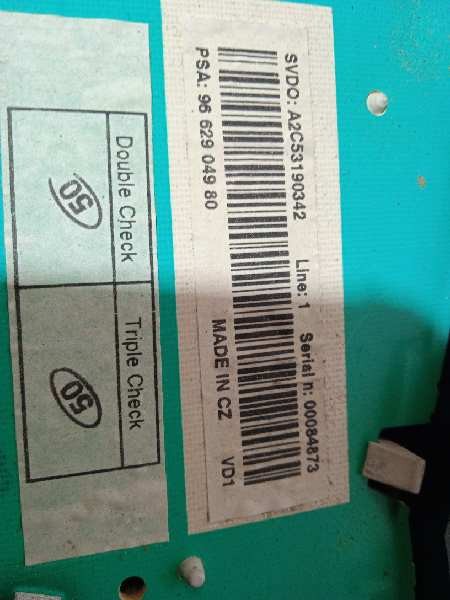 SVDO: A2C53190342 Line: 1 Serial n: 00084873
PSA: 96 629 049 80 MADE IN CZ VD1
Double Check Triple Check
50 50